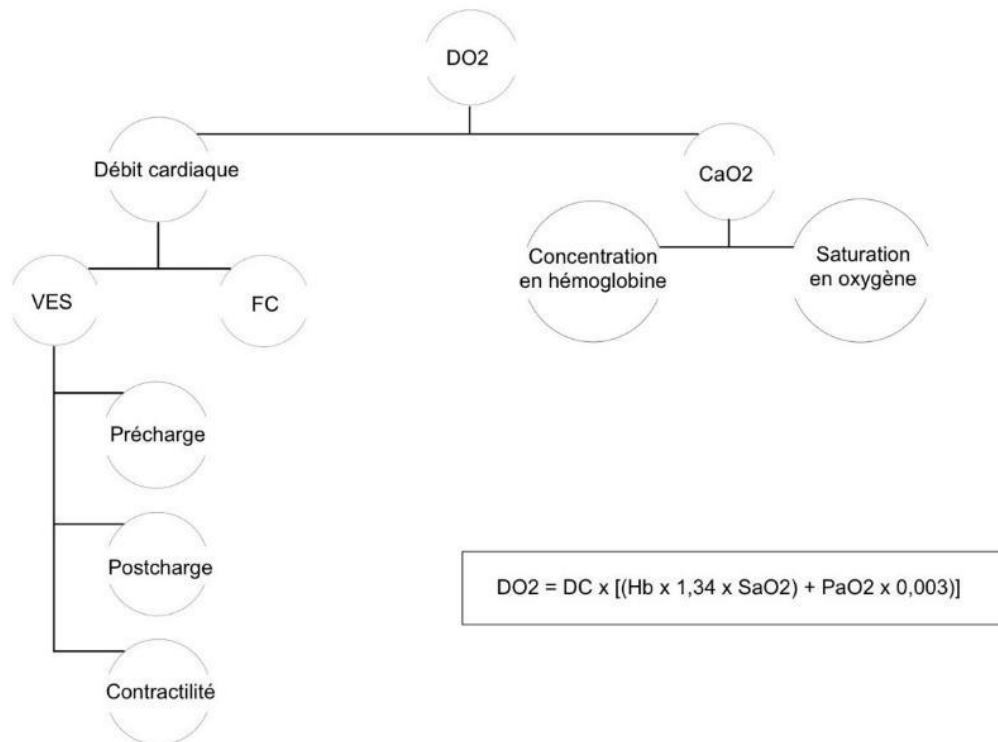 DO2
Débit cardiaque
CaO2
Concentration
en hémoglobine
Saturation
en oxygène
VES
FC
Précharge
Postcharge
Contractilité
DO2 = DC x [(Hb x 1,34 x SaO2) + PaO2 x 0,003)]